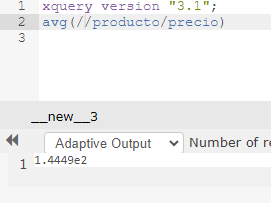 1 xquery version "3.1";
2 avg(//producto/precio)
3
__new__3
Adaptive Output Number of re
1 1.4449e2